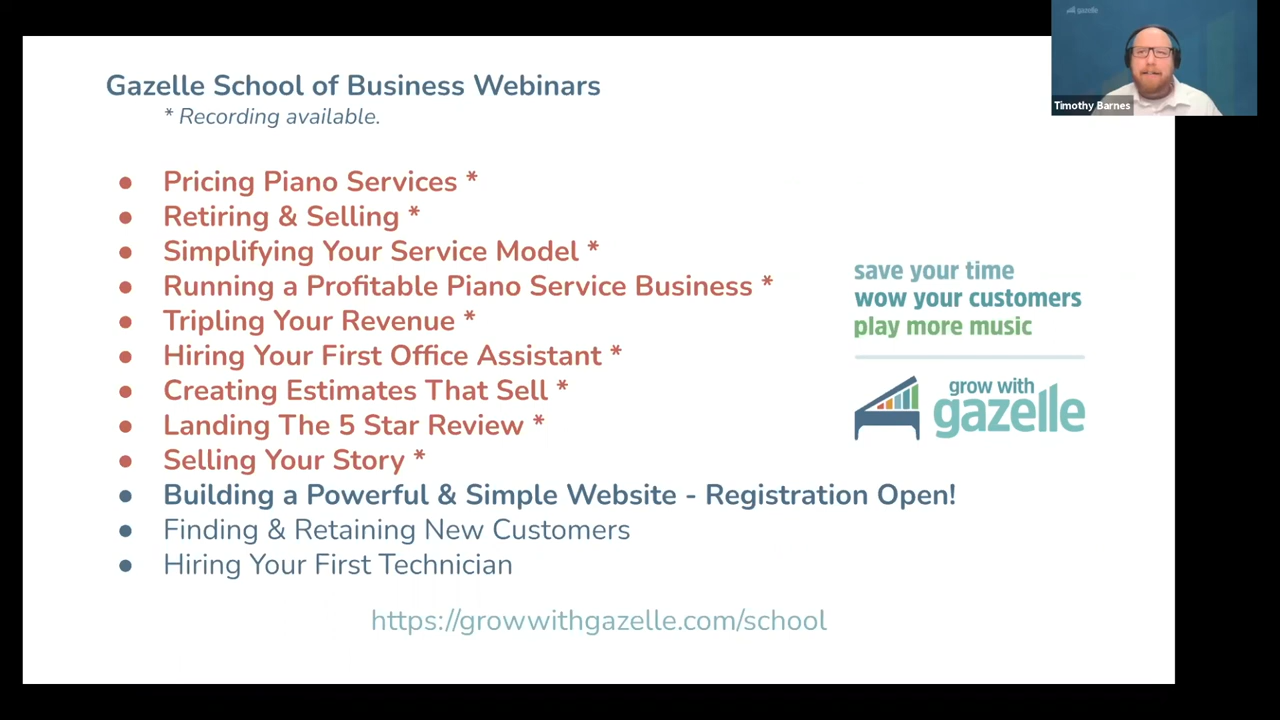 Gazelle School of Business Webinars
* Recording available.
● Pricing Piano Services *
● Retiring & Selling *
● Simplifying Your Service Model *
● Running a Profitable Piano Service Business *
● Tripling Your Revenue *
● Hiring Your First Office Assistant *
● Creating Estimates That Sell *
● Landing The 5 Star Review *
● Selling Your Story *
● Building a Powerful & Simple Website - Registration Open!
● Finding & Retaining New Customers
● Hiring Your First Technician
https://growwithgazelle.com/school
save your time
wow your customers
play more music
grow with
gazelle
gazelle
Timothy Barnes